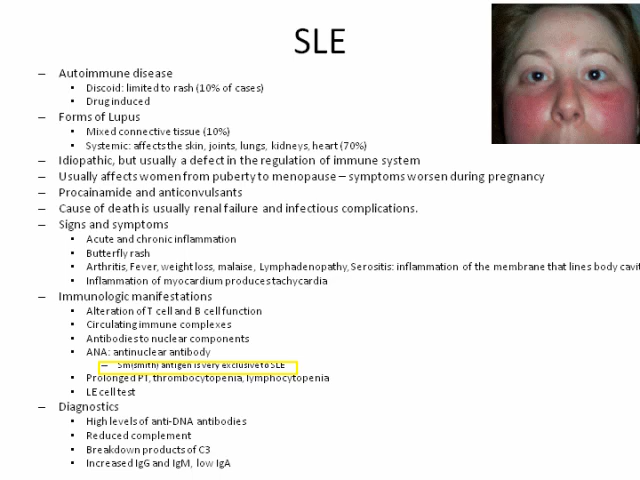 SLE
– Autoimmune disease
• Discoid: limited to rash (10% of cases)
• Drug induced
– Forms of Lupus
• Mixed connective tissue (10%)
• Systemic: affects the skin, joints, lungs, kidneys, heart (70%)
– Idiopathic, but usually a defect in the regulation of immune system
– Usually affects women from puberty to menopause – symptoms worsen during pregnancy
– Procainamide and anticonvulsants
– Cause of death is usually renal failure and infectious complications.
– Signs and symptoms
• Acute and chronic inflammation
• Butterfly rash
• Arthritis, Fever, weight loss, malaise, Lymphadenopathy, Serositis: inflammation of the membrane that lines body cavit
• Inflammation of myocardium produces tachycardia
– Immunologic manifestations
• Alteration of T cell and B cell function
• Circulating immune complexes
• Antibodies to nuclear components
• ANA: antinuclear antibody
– Sm(smith) antigen is very exclusive to SLE
• Prolonged PT, thrombocytopenia, lymphocytopenia
• LE cell test
– Diagnostics
• High levels of anti-DNA antibodies
• Reduced complement
• Breakdown products of C3
• Increased IgG and IgM, low IgA